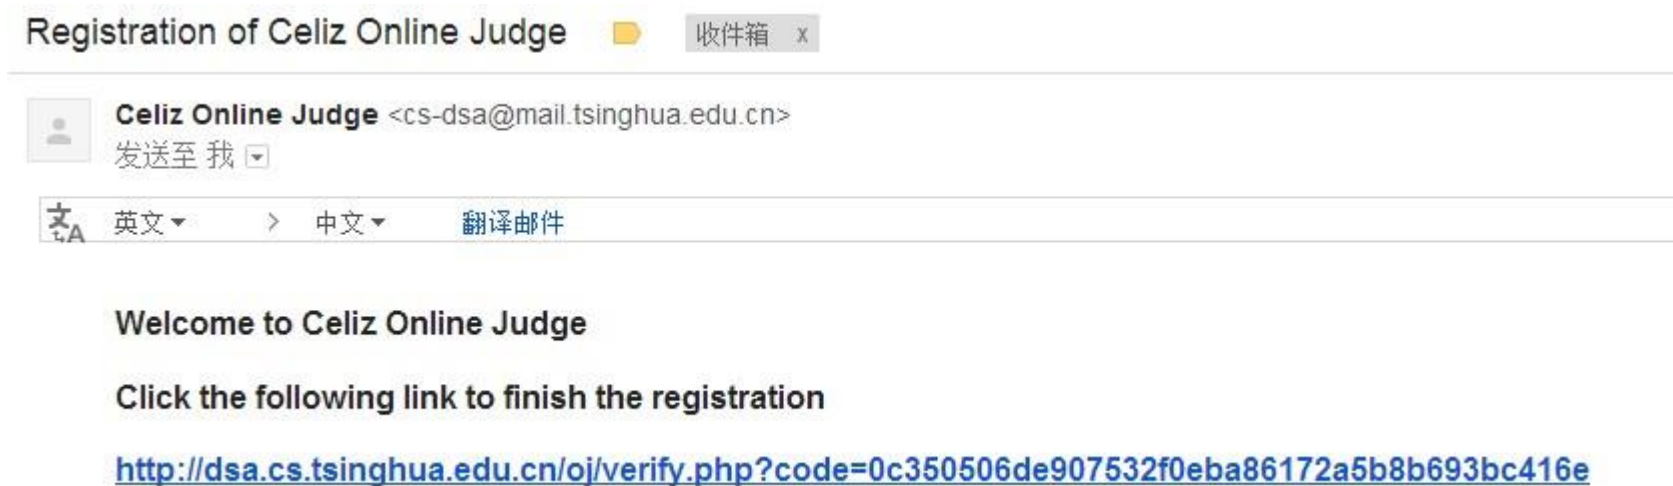 Registration of Celiz Online Judge 收件箱 x
Celiz Online Judge <cs-dsa@mail.tsinghua.edu.cn>
发送至 我
文A 英文 > 中文 翻译邮件
Welcome to Celiz Online Judge
Click the following link to finish the registration
http://dsa.cs.tsinghua.edu.cn/oj/verify.php?code=0c350506de907532f0eba86172a5b8b693bc416e